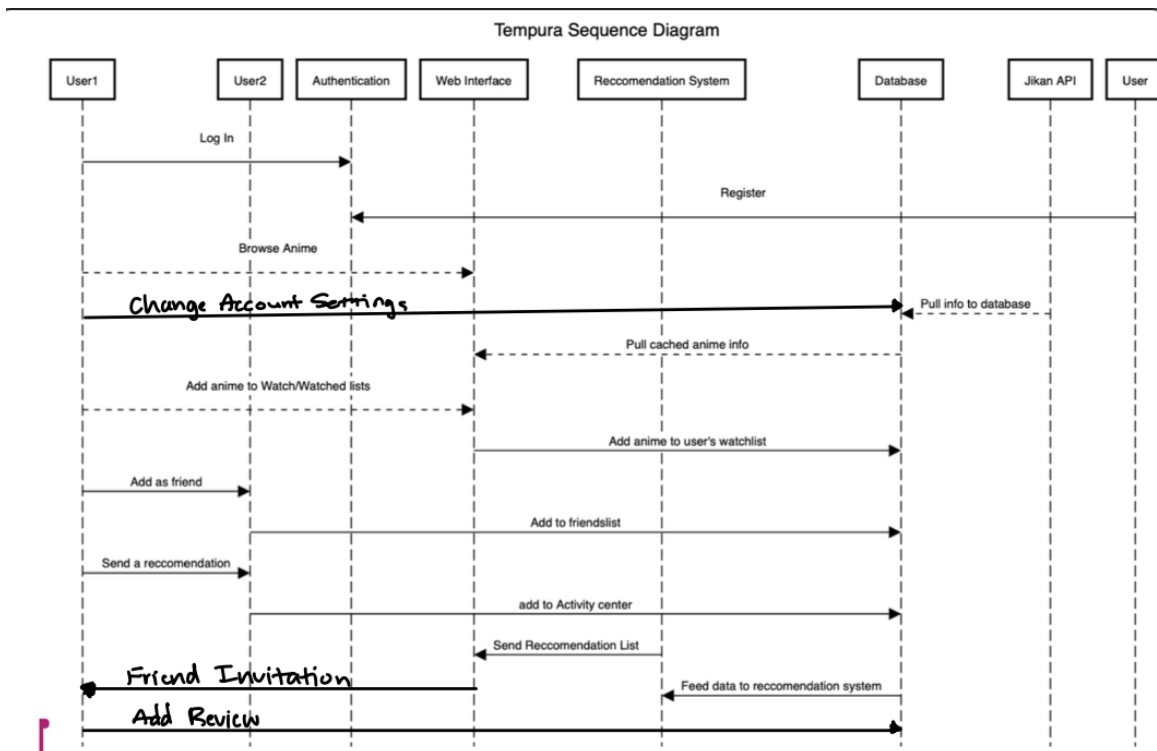 Tempura Sequence Diagram
User1
User2
Authentication
Web Interface
Reccomendation System
Database
Jikan API
User
Log In
Register
Browse Anime
Change Account Settings
Pull info to database
Pull cached anime info
Add anime to Watch/Watched lists
Add anime to user's watchlist
Add as friend
Add to friendslist
Send a reccomendation
add to Activity center
Send Reccomendation List
Friend Invitation
Feed data to reccomendation system
Add Review